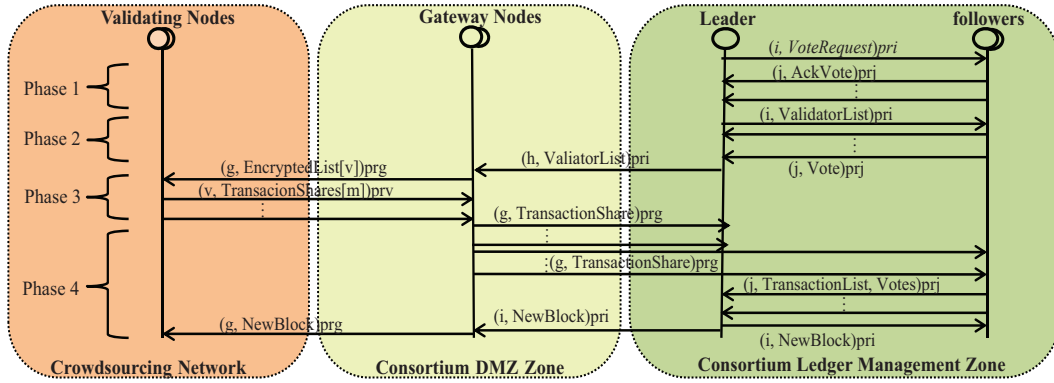 Validating Nodes
Gateway Nodes
Leader
followers
(i, VoteRequest)pri
Phase 1
(j, AckVote)prj
(i, ValidatorList)pri
Phase 2
(h, ValiatorList)pri
(j, Vote)prj
(g, EncryptedList[v])prg
Phase 3
(v, TransacionShares[m])prv
(g, TransactionShare)prg
(g, TransactionShare)prg
Phase 4
(j, TransactionList, Votes)prj
(g, NewBlock)prg
(i, NewBlock)pri
(i, NewBlock)pri
Crowdsourcing Network
Consortium DMZ Zone
Consortium Ledger Management Zone